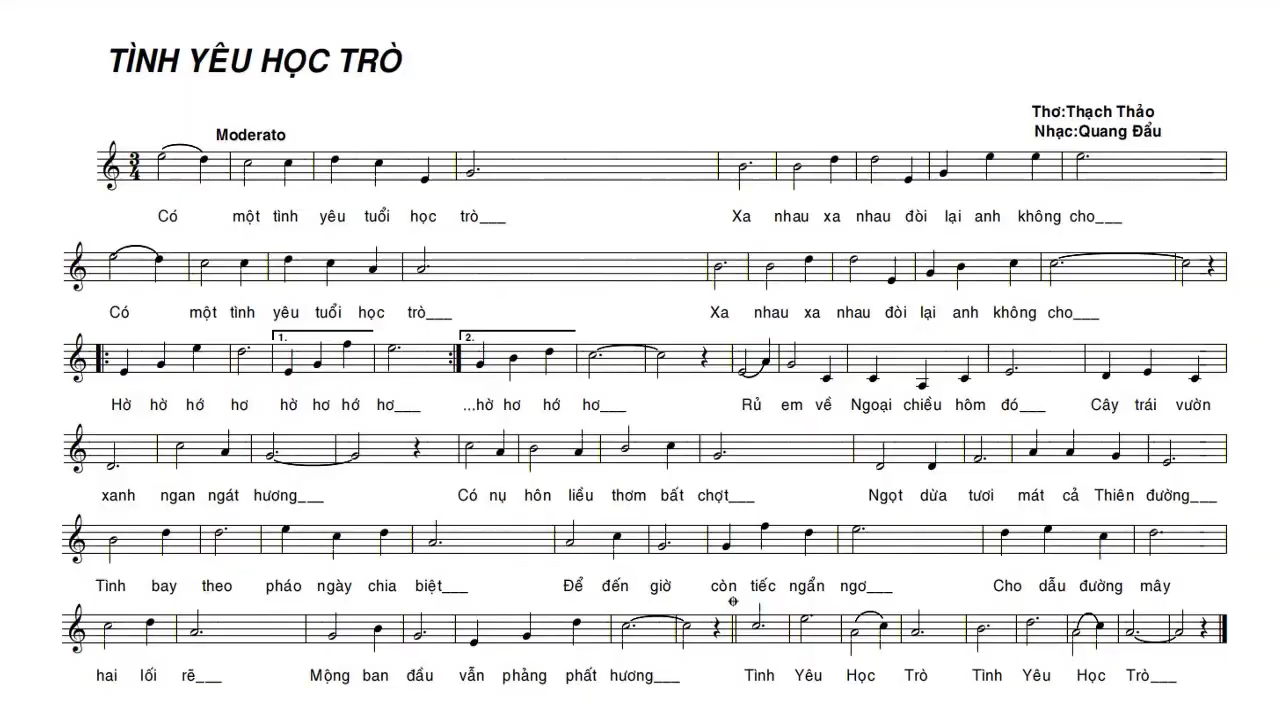 TÌNH YÊU HỌC TRÒ
Thơ:Thạch Thảo
Moderato
Nhạc:Quang Đẩu
3
4
Có một tình yêu tuổi học trò___ Xa nhau xa nhau đòi lại anh không cho___
Có một tình yêu tuổi học trò___ Xa nhau xa nhau đòi lại anh không cho___
1. 2.
Hờ hờ hớ hơ hờ hơ hớ hơ___ ...hờ hơ hớ hơ___ Rủ em về Ngoại chiều hôm đó___ Cây trái vườn
xanh ngan ngát hương___ Có nụ hôn liều thơm bất chợt___ Ngọt dừa tươi mát cả Thiên đường___
Tình bay theo pháo ngày chia biệt___ Để đến giờ còn tiếc ngẩn ngơ___ Cho dẫu đường mây
hai lối rẽ___ Mộng ban đầu vẫn phảng phất hương___ Tình Yêu Học Trò Tình Yêu Học Trò___